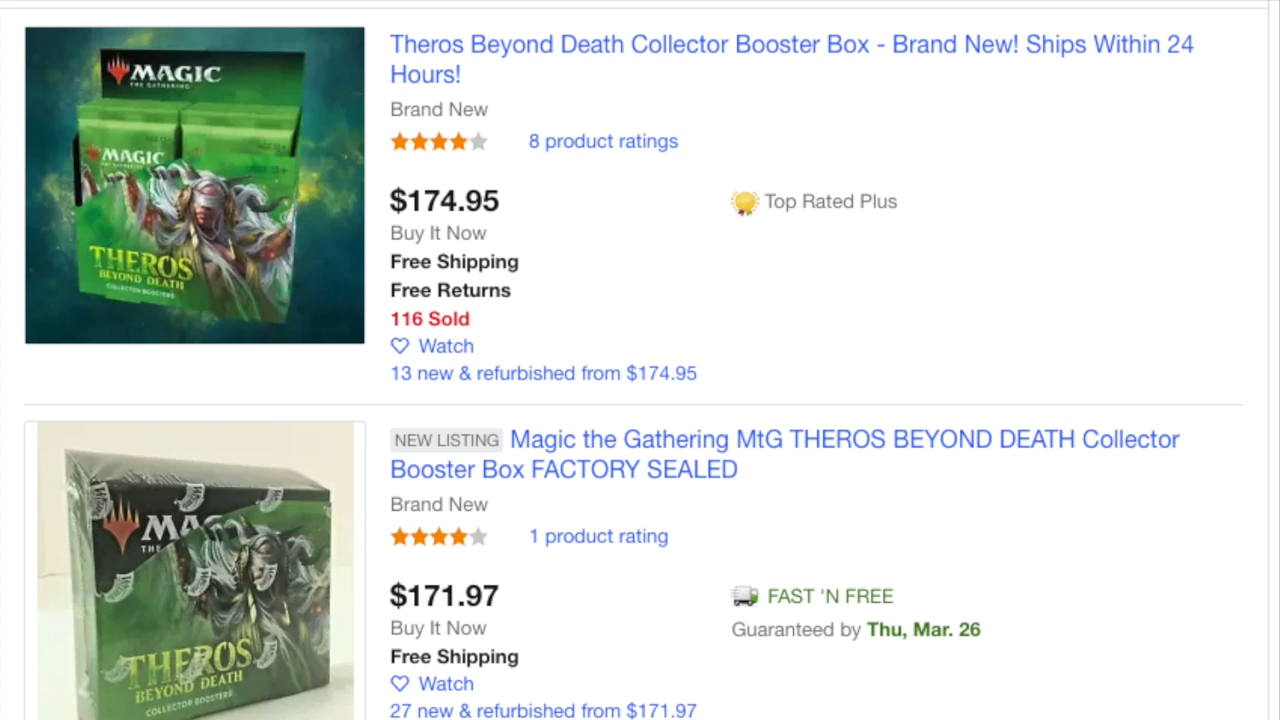 MAGIC
THE GATHERING
MAGIC
THEROS
BEYOND DEATH
COLLECTOR BOOSTERS
Theros Beyond Death Collector Booster Box - Brand New! Ships Within 24
Hours!
Brand New
8 product ratings
$174.95
Top Rated Plus
Buy It Now
Free Shipping
Free Returns
116 Sold
Watch
13 new & refurbished from $174.95
MA
THE
THEROS
BEYOND DEATH
COLLECTOR BOOSTERS
NEW LISTING Magic the Gathering MtG THEROS BEYOND DEATH Collector
Booster Box FACTORY SEALED
Brand New
1 product rating
$171.97
FAST 'N FREE
Buy It Now
Guaranteed by Thu, Mar. 26
Free Shipping
Watch
27 new & refurbished from $171.97